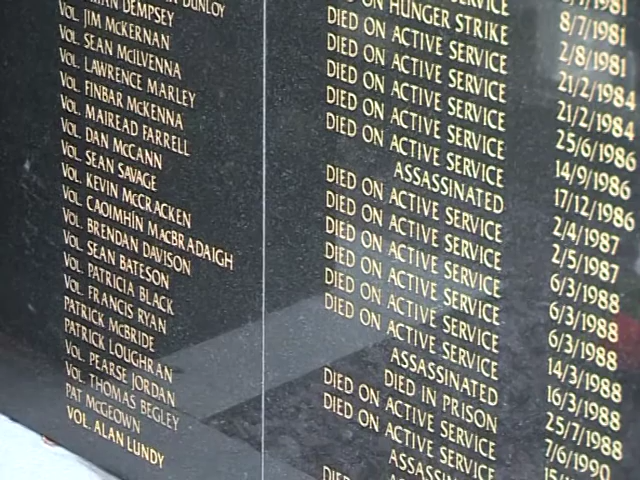 DUNLOY
DEMPSEY
VOL. JIM McKERNAN
VOL. SEAN McILVENNA
VOL. LAWRENCE MARLEY
VOL. FINBAR McKENNA
VOL. MAIREAD FARRELL
VOL. DAN McCANN
VOL. SEAN SAVAGE
VOL. KEVIN McCRACKEN
VOL. CAOIMHÍN MACBRADAIGH
VOL. BRENDAN DAVISON
VOL. SEAN BATESON
VOL. PATRICIA BLACK
VOL. FRANCIS RYAN
PATRICK McBRIDE
PATRICK LOUGHRAN
VOL. PEARSE JORDAN
VOL. THOMAS BEGLEY
PAT McGEOWN
VOL. ALAN LUNDY
SERVICE
ON HUNGER STRIKE
DIED ON ACTIVE SERVICE
DIED ON ACTIVE SERVICE
DIED ON ACTIVE SERVICE
DIED ON ACTIVE SERVICE
DIED ON ACTIVE SERVICE
ASSASSINATED
DIED ON ACTIVE SERVICE
DIED ON ACTIVE SERVICE
DIED ON ACTIVE SERVICE
DIED ON ACTIVE SERVICE
DIED ON ACTIVE SERVICE
DIED ON ACTIVE SERVICE
ASSASSINATED
DIED IN PRISON
DIED ON ACTIVE SERVICE
DIED ON ACTIVE SERVICE
DIED
8/7/1981
2/8/1981
21/2/1984
21/2/1984
25/6/1986
14/9/1986
17/12/1986
2/4/1987
2/5/1987
6/3/1988
6/3/1988
6/3/1988
14/3/1988
16/3/1988
25/7/1988
7/6/1990